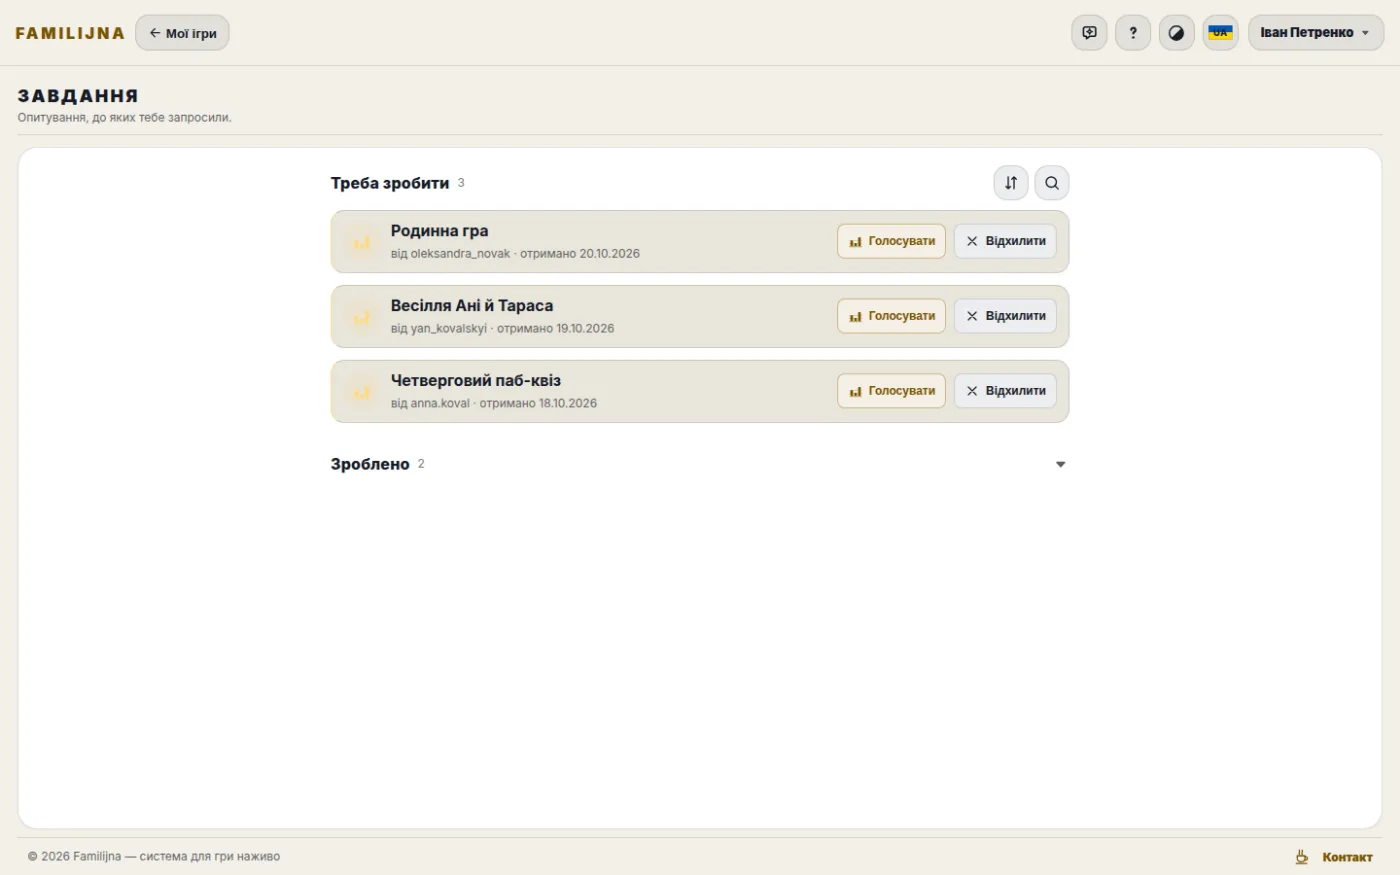 FAMILIJNA
← Мої ігри
?
UA
Іван Петренко
ЗАВДАННЯ
Опитування, до яких тебе запросили.
Треба зробити 3
Родинна гра
від oleksandra_novak · отримано 20.10.2026
Голосувати
Відхилити
Весілля Ані й Тараса
від yan_kovalskyi · отримано 19.10.2026
Голосувати
Відхилити
Четверговий паб-квіз
від anna.koval · отримано 18.10.2026
Голосувати
Відхилити
Зроблено 2
© 2026 Familijna — система для гри наживо
Контакт